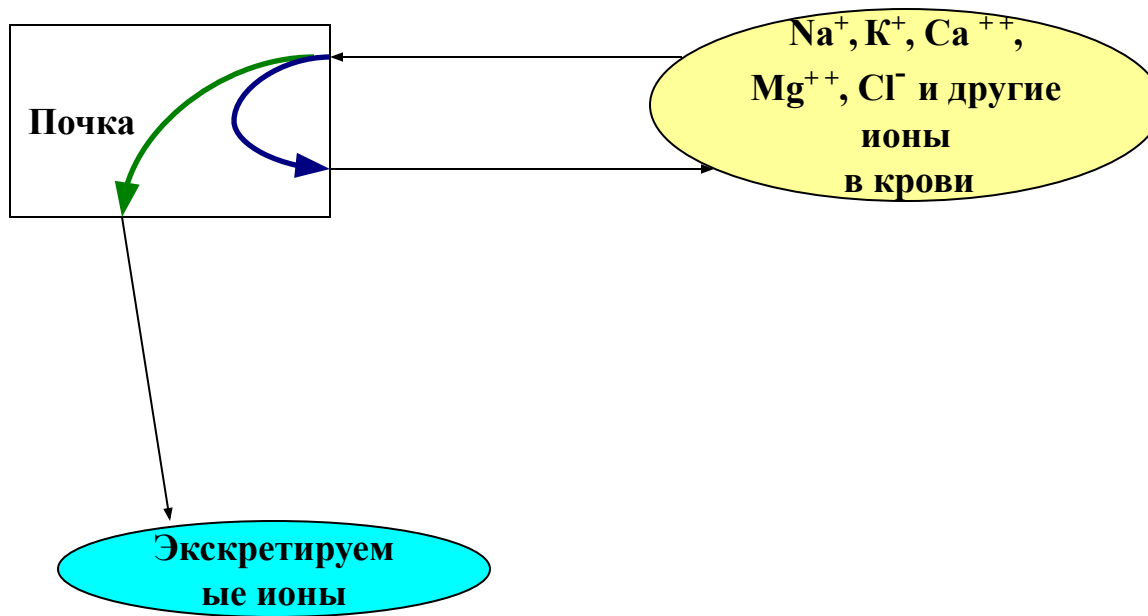 Почка
Na⁺, К⁺, Ca ⁺⁺,
Mg⁺⁺, Cl⁻ и другие
ионы
в крови
Экскретируем
ые ионы